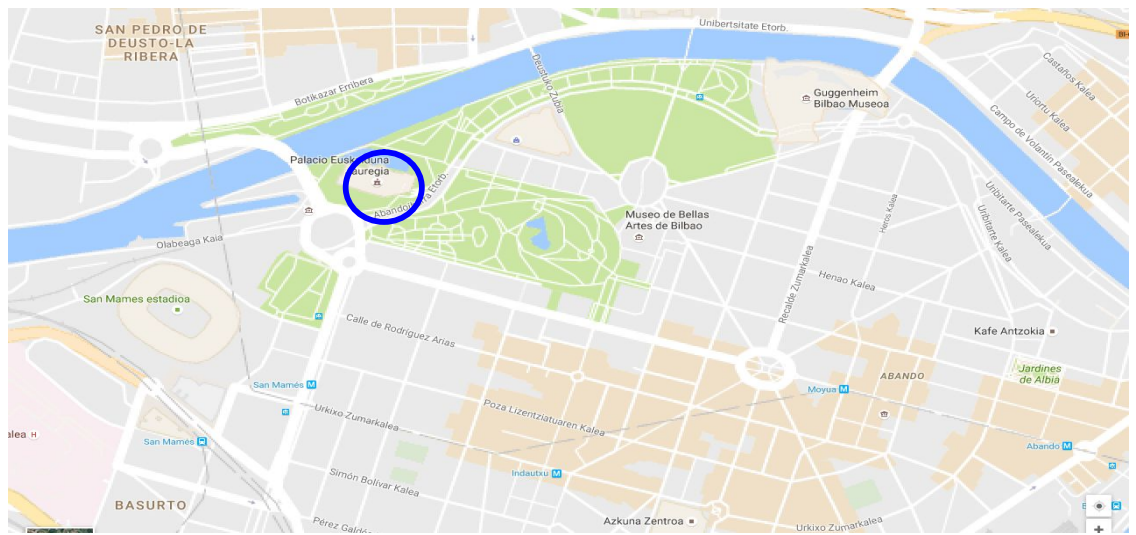 SAN PEDRO DE
DEUSTO-LA
RIBERA
Unibertsitate Etorb.
Botikazar Erribera
Deustuko Zubia
Guggenheim
Bilbao Museoa
Castaños Kalea
Uriortu Kalea
Campo de Volantin Pasealekua
Palacio Euskalduna
Jauregia
Abandoibarra Etorb.
Museo de Bellas
Artes de Bilbao
Heros Kalea
Uribitarte Pasealekua
Uribitarte Kalea
Olabeaga Kaia
San Mames estadioa
Henao Kalea
Recalde Zumarkalea
Calle de Rodríguez Arias
Kafe Antzokia
Jardines
de Albia
ABANDO
San Mamés M
Moyua M
Urkixo Zumarkalea
Poza Lizentziatuaren Kalea
alea H
San Mamés
Abando M
Indautxu M
Simón Bolivar Kalea
BASURTO
Azkuna Zentroa
Urkixo Zumarkalea
Pérez Galdó